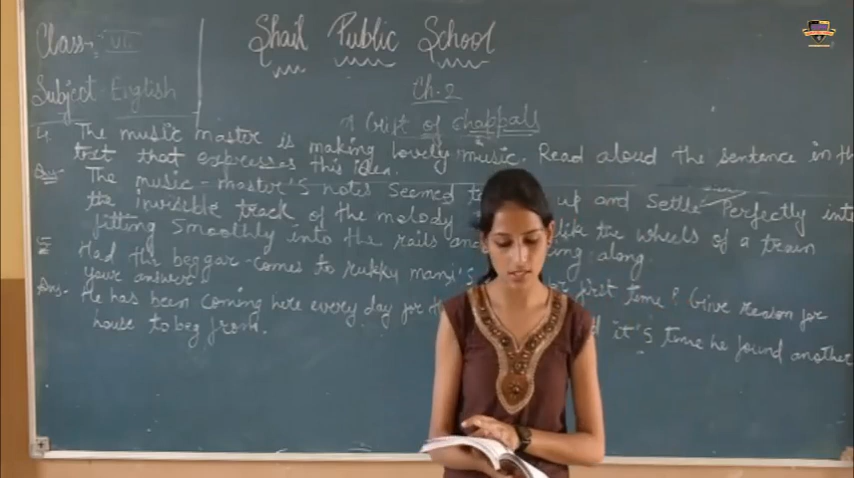 Class- VII
Shail Public School
Subject- English
Ch-2
A Gift of chappals
4. The music master is making lovely music. Read aloud the sentence in the
text that expresses this idea.
Ans- The music-master's notes seemed up and settle perfectly into
the invisible track of the melody like the wheels of a train
fitting smoothly into the rails and along.
5. Had the beggar comes to rukku mani's for first time? Give reason for
your answer.
Ans. He has been coming here every day for it's time he found another
house to beg from.